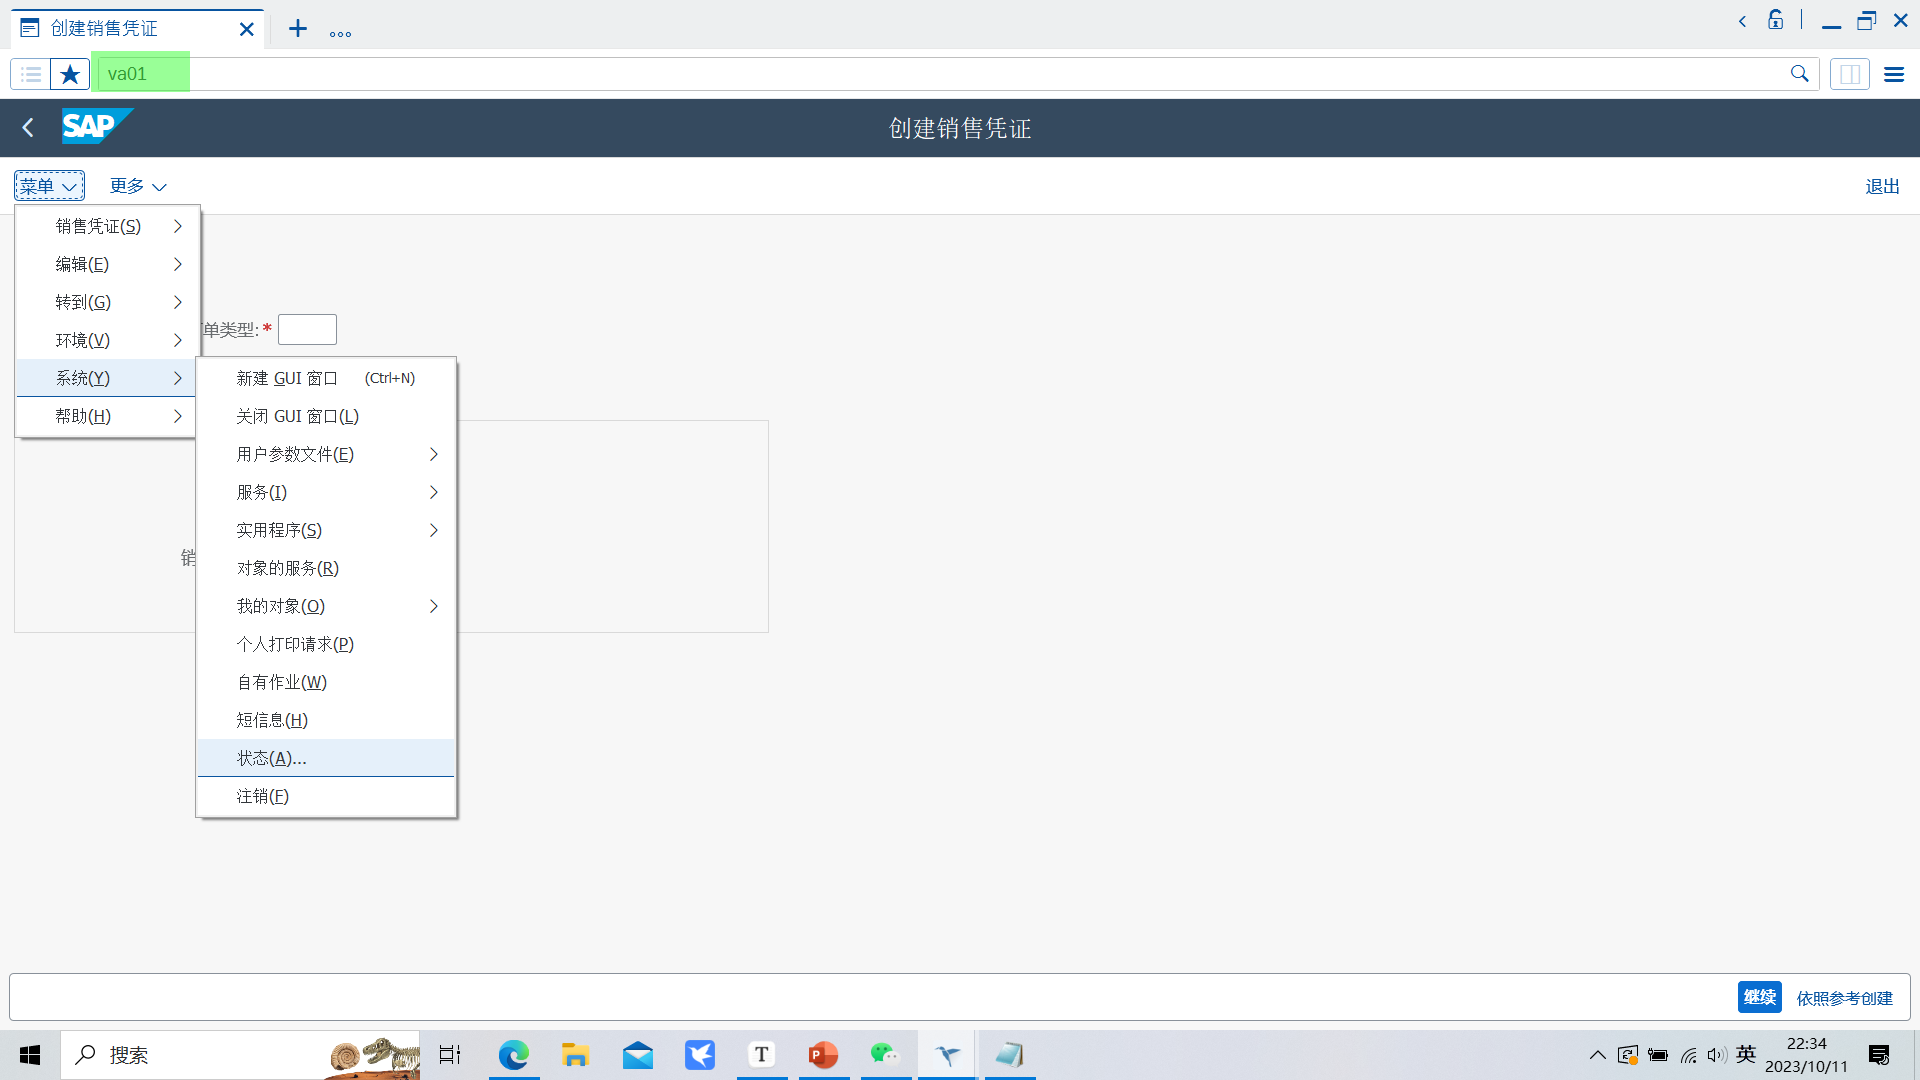 创建销售凭证
va01
SAP
创建销售凭证
菜单
更多
退出
销售凭证(S)
编辑(E)
转到(G)
环境(V)
系统(Y)
帮助(H)
单类型:*
新建 GUI 窗口 (Ctrl+N)
关闭 GUI 窗口(L)
用户参数文件(E)
服务(I)
实用程序(S)
对象的服务(R)
我的对象(O)
个人打印请求(P)
自有作业(W)
短信息(H)
状态(A)...
注销(F)
销
继续
依照参考创建
搜索
T
P
英
22:34
2023/10/11